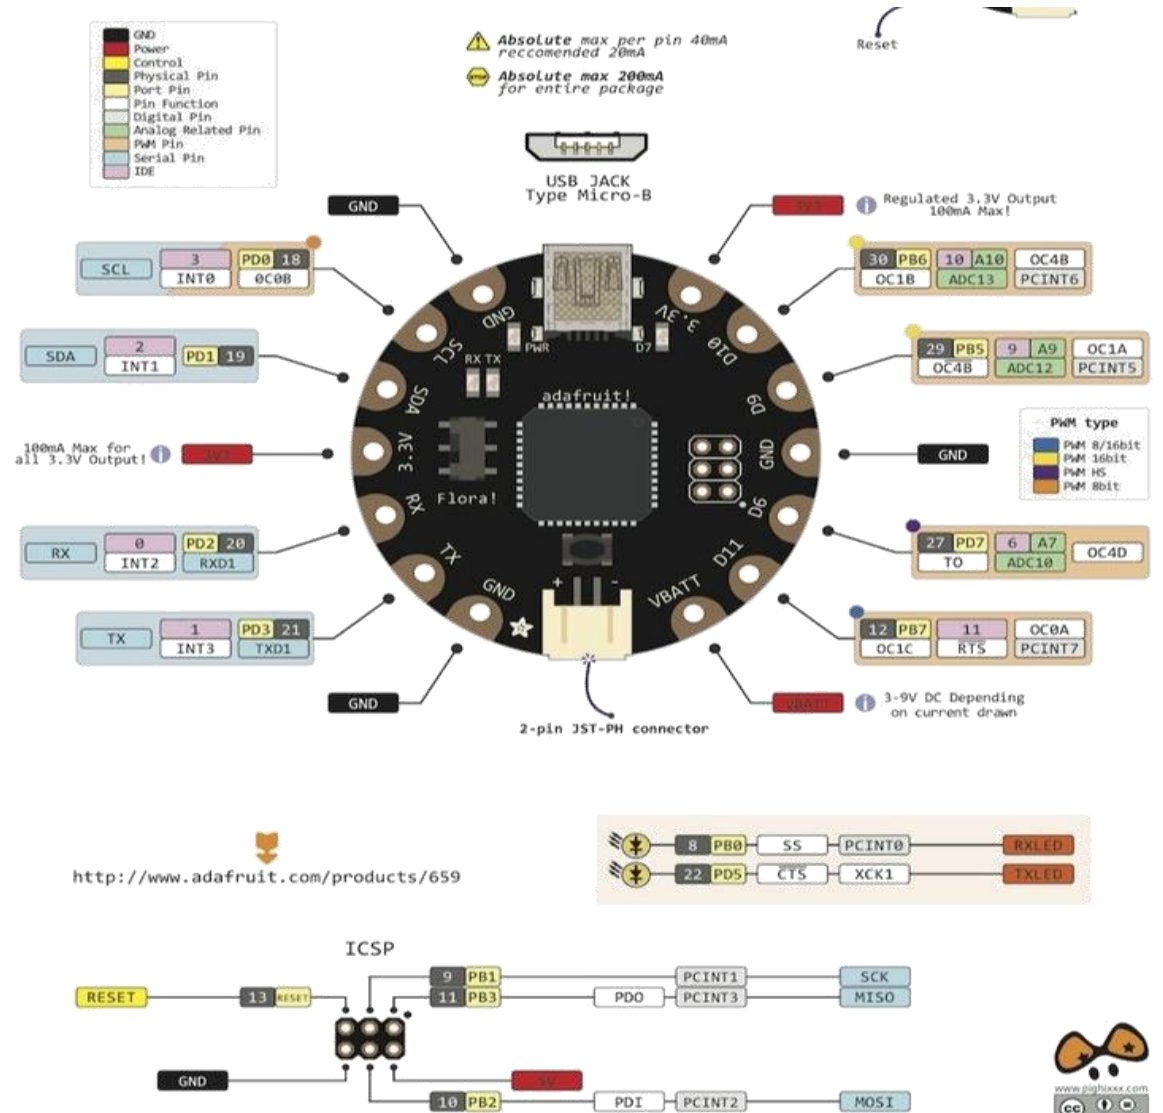 GND
Power
Control
Physical Pin
Port Pin
Pin Function
Digital Pin
Analog Related Pin
PWM Pin
Serial Pin
IDE
Absolute max per pin 40mA
reccomended 20mA
STOP
Absolute max 200mA
for entire package
Reset
USB JACK
Type Micro-B
GND
3V3
Regulated 3.3V Output
100mA Max!
SCL
3
INT0
PD0 18
0C0B
30 PB6 10 A10 OC4B
OC1B ADC13 PCINT6
SDA
2
INT1
PD1 19
29 PB5 9 A9 OC1A
OC4B ADC12 PCINT5
100mA Max for
all 3.3V Output!
3V3
GND
PWM type
PWM 8/16bit
PWM 16bit
PWM HS
PWM 8bit
RX
0
INT2
PD2 20
RXD1
27 PD7 6 A7 OC4D
TO ADC10
TX
1
INT3
PD3 21
TXD1
12 PB7 11 OC0A
OC1C RTS PCINT7
GND
VBATT
3-9V DC Depending
on current drawn
GND
SCL
SDA
3.3V
RX
TX
GND
PWR
D7
RX TX
adafruit!
Flora!
3.3V
D10
D9
GND
D6
D11
VBATT
+ -
2-pin JST-PH connector
http://www.adafruit.com/products/659
8 PB0 SS PCINT0 RXLED
22 PD5 CTS XCK1 TXLED
ICSP
9 PB1 PCINT1 SCK
RESET 13 RESET
11 PB3 PDO PCINT3 MISO
GND
5V
10 PB2 PDI PCINT2 MOSI
www.pighixxx.com
cc